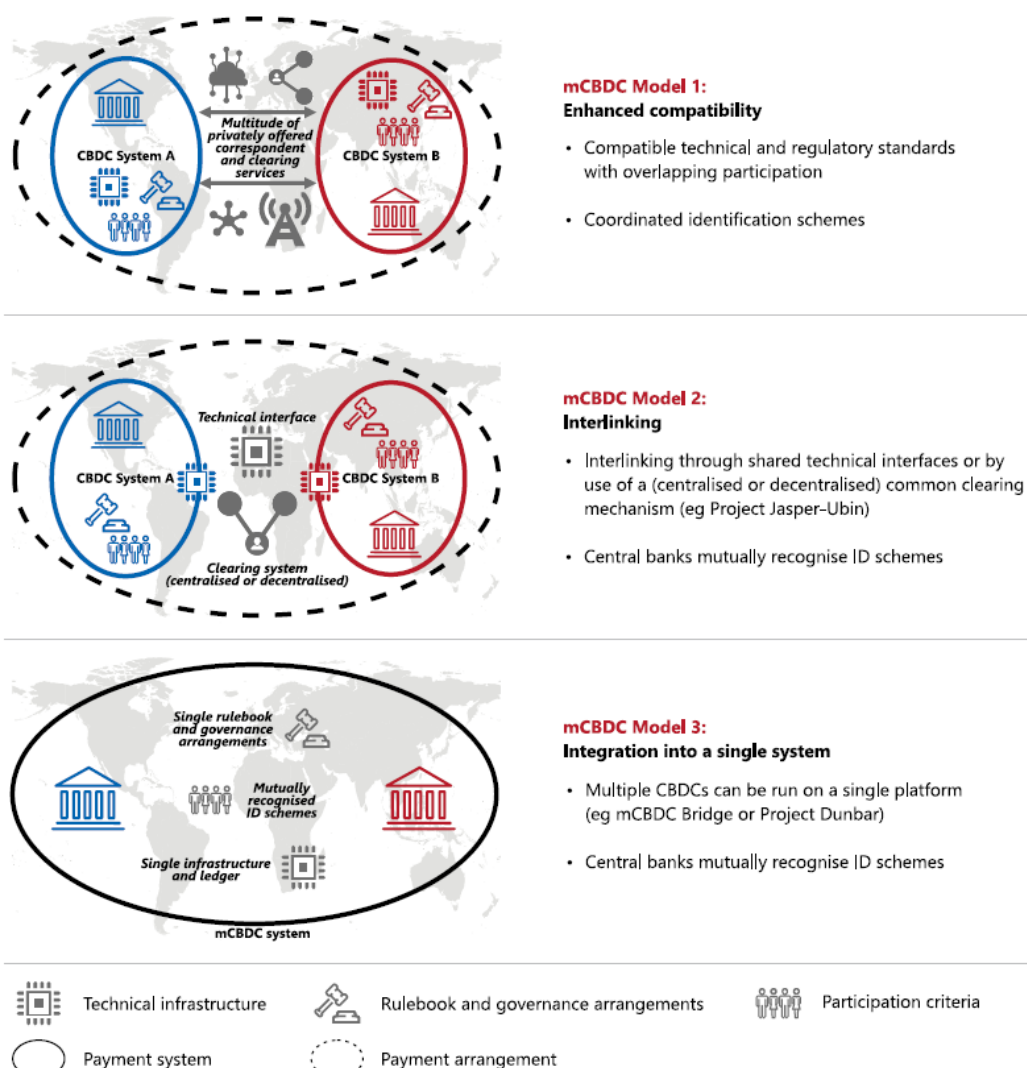 Multitude of
privately offered
correspondent
and clearing
services
CBDC System A
CBDC System B
mCBDC Model 1:
Enhanced compatibility
• Compatible technical and regulatory standards
with overlapping participation
• Coordinated identification schemes
Technical interface
CBDC System A
CBDC System B
Clearing system
(centralised or decentralised)
mCBDC Model 2:
Interlinking
• Interlinking through shared technical interfaces or by
use of a (centralised or decentralised) common clearing
mechanism (eg Project Jasper–Ubin)
• Central banks mutually recognise ID schemes
Single rulebook
and governance
arrangements
Mutually
recognised
ID schemes
Single infrastructure
and ledger
mCBDC system
mCBDC Model 3:
Integration into a single system
• Multiple CBDCs can be run on a single platform
(eg mCBDC Bridge or Project Dunbar)
• Central banks mutually recognise ID schemes
Technical infrastructure
Rulebook and governance arrangements
Participation criteria
Payment system
Payment arrangement